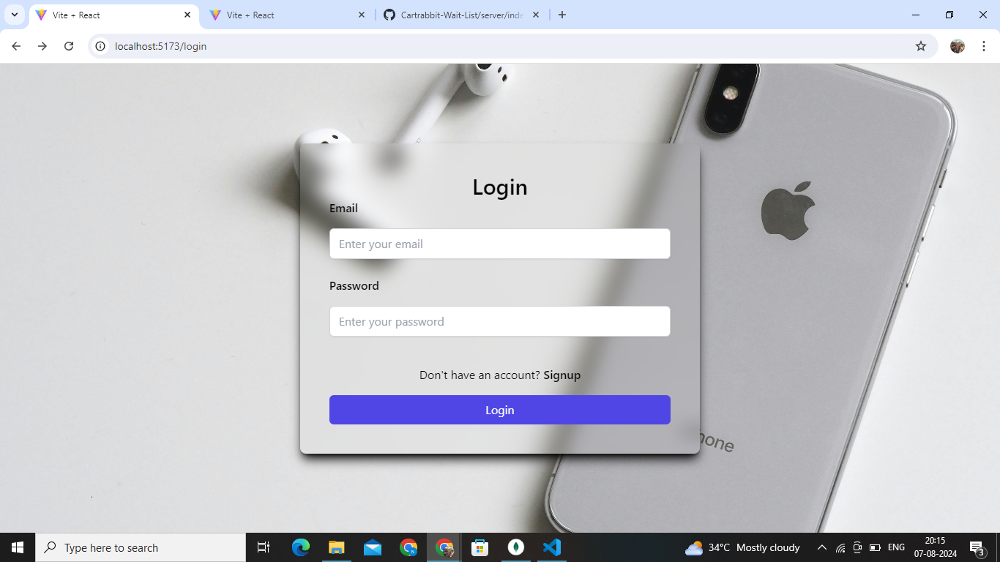 Vite + React
Vite + React
Cartrabbit-Wait-List/server/inde
localhost:5173/login
Login
Email
Enter your email
Password
Enter your password
Don't have an account? Signup
Login
hone
Type here to search
34°C Mostly cloudy
ENG
20:15
07-08-2024
3